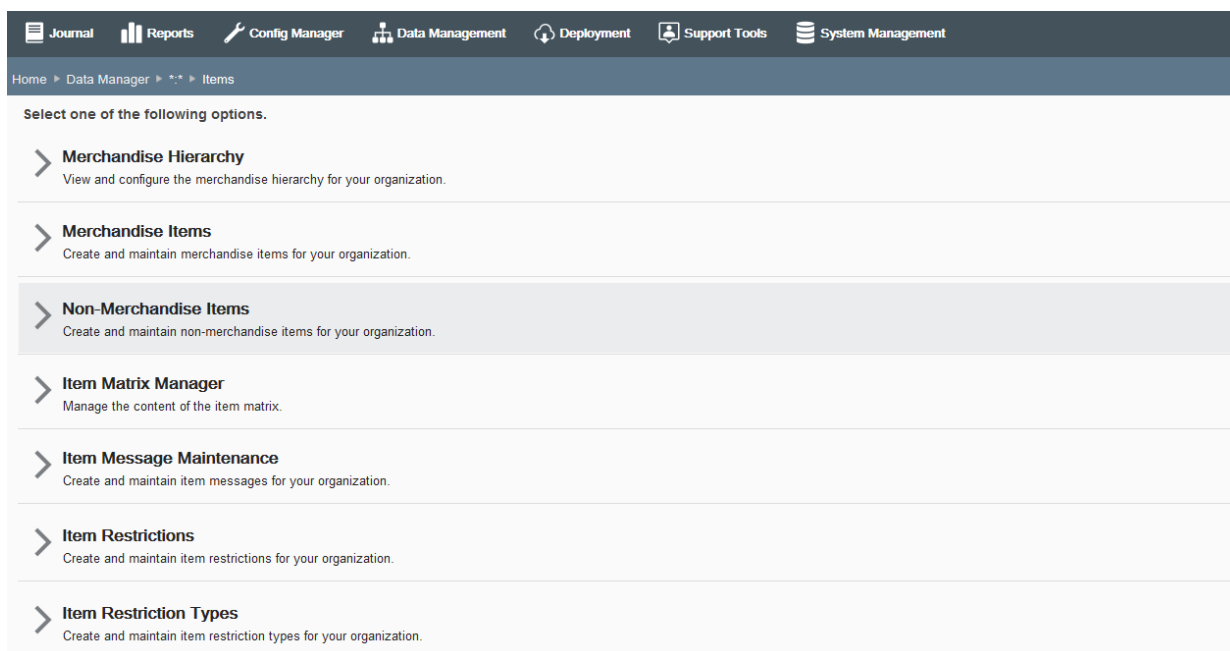 Journal Reports Config Manager Data Management Deployment Support Tools System Management
Home ▸ Data Manager ▸ *:* ▸ Items
Select one of the following options.
Merchandise Hierarchy
View and configure the merchandise hierarchy for your organization.
Merchandise Items
Create and maintain merchandise items for your organization.
Non-Merchandise Items
Create and maintain non-merchandise items for your organization.
Item Matrix Manager
Manage the content of the item matrix.
Item Message Maintenance
Create and maintain item messages for your organization.
Item Restrictions
Create and maintain item restrictions for your organization.
Item Restriction Types
Create and maintain item restriction types for your organization.